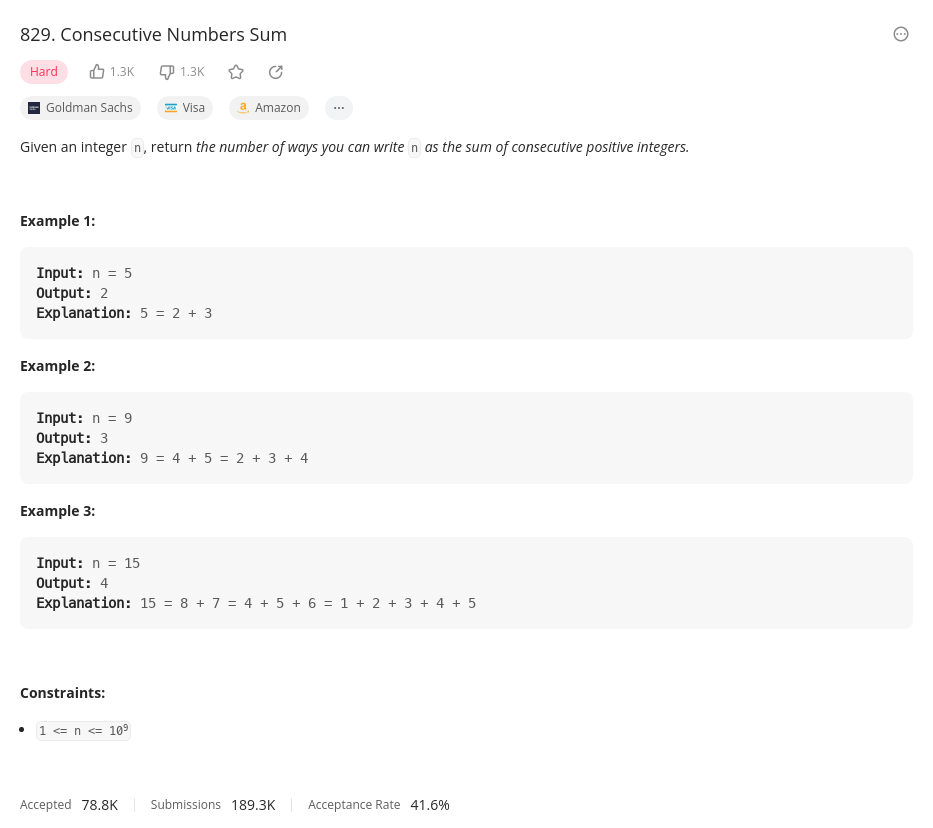 829. Consecutive Numbers Sum
Hard 1.3K 1.3K
Goldman Sachs VISA Visa a Amazon
Given an integer n, return the number of ways you can write n as the sum of consecutive positive integers.
Example 1:
Input: n = 5
Output: 2
Explanation: 5 = 2 + 3
Example 2:
Input: n = 9
Output: 3
Explanation: 9 = 4 + 5 = 2 + 3 + 4
Example 3:
Input: n = 15
Output: 4
Explanation: 15 = 8 + 7 = 4 + 5 + 6 = 1 + 2 + 3 + 4 + 5
Constraints:
• 1 <= n <= 10⁹
Accepted 78.8K Submissions 189.3K Acceptance Rate 41.6%